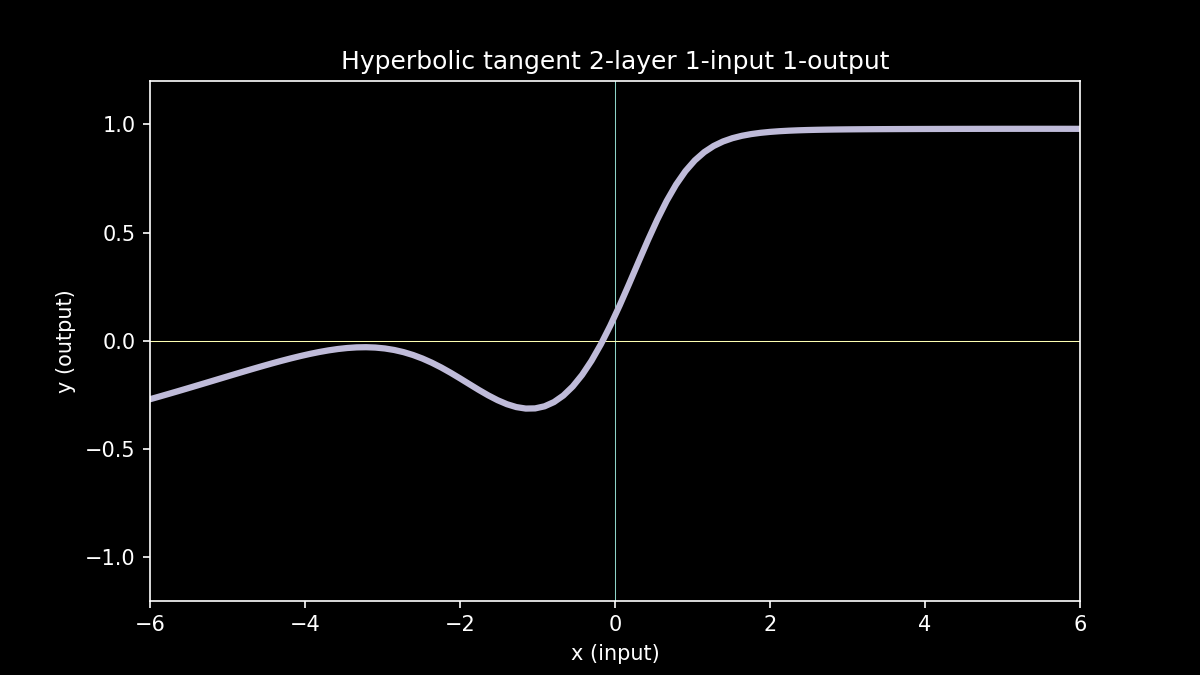 Hyperbolic tangent 2-layer 1-input 1-output
1.0
0.5
0.0
−0.5
−1.0
y (output)
−6 −4 −2 0 2 4 6
x (input)